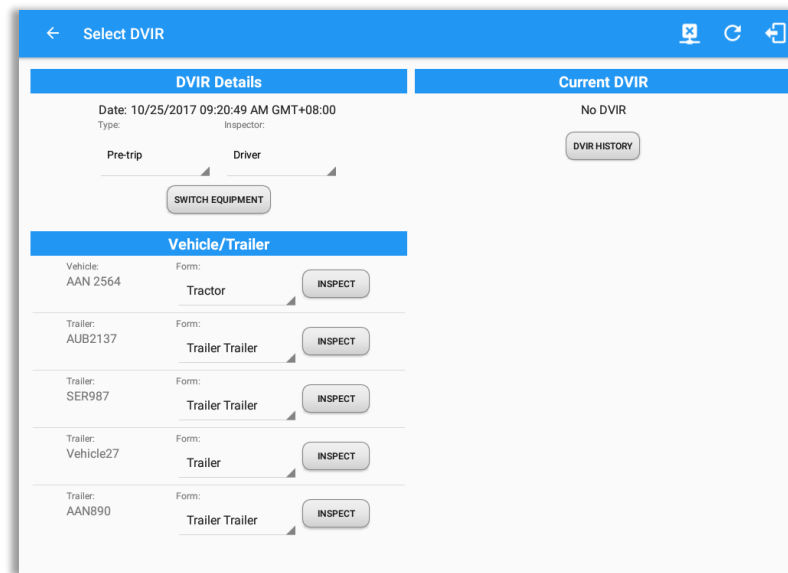 Select DVIR
DVIR Details
Date: 10/25/2017 09:20:49 AM GMT+08:00
Type: Inspector:
Pre-trip Driver
SWITCH EQUIPMENT
Vehicle/Trailer
Vehicle: Form:
AAN 2564 Tractor INSPECT
Trailer: Form:
AUB2137 Trailer Trailer INSPECT
Trailer: Form:
SER987 Trailer Trailer INSPECT
Trailer: Form:
Vehicle27 Trailer INSPECT
Trailer: Form:
AAN890 Trailer Trailer INSPECT
Current DVIR
No DVIR
DVIR HISTORY